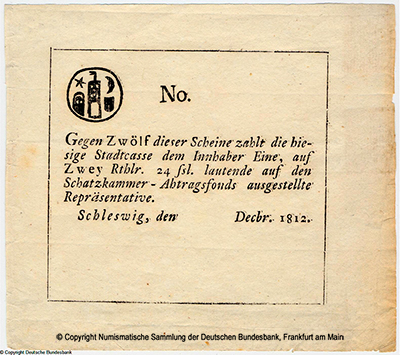 No.
Gegen Zwölf dieser Scheine zahlt die hie-
sige Stadtcasse dem Innhaber Eine, auf
Zwey Rthlr. 24 ſsl. lautende auf den
Schatzkammer-Abtragsfonds ausgestellte
Repräsentative.
Schleswig, den Decbr. 1812.
© Copyright Numismatische Sammlung der Deutschen Bundesbank, Frankfurt am Main
© Copyright Deutsche Bundesbank